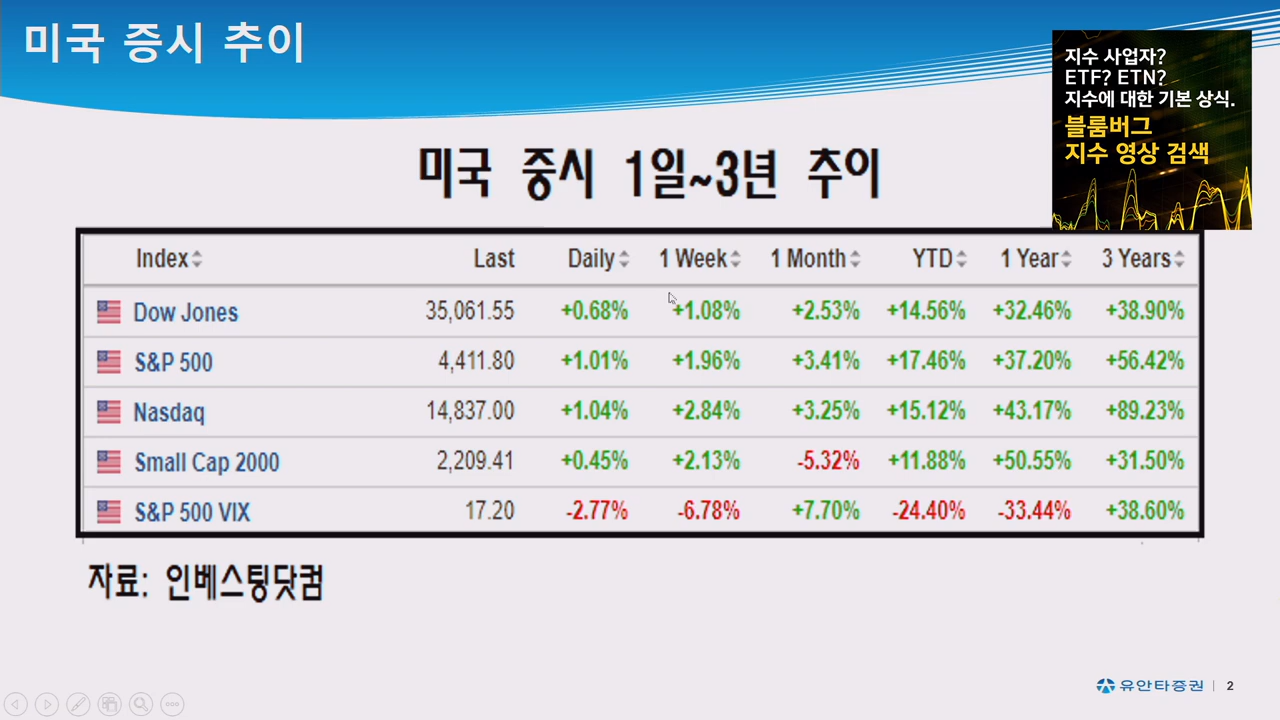 미국 증시 추이
지수 사업자?
ETF? ETN?
지수에 대한 기본 상식.
블룸버그
지수 영상 검색
미국 증시 1일~3년 추이
Index Last Daily 1 Week 1 Month YTD 1 Year 3 Years
Dow Jones 35,061.55 +0.68% +1.08% +2.53% +14.56% +32.46% +38.90%
S&P 500 4,411.80 +1.01% +1.96% +3.41% +17.46% +37.20% +56.42%
Nasdaq 14,837.00 +1.04% +2.84% +3.25% +15.12% +43.17% +89.23%
Small Cap 2000 2,209.41 +0.45% +2.13% -5.32% +11.88% +50.55% +31.50%
S&P 500 VIX 17.20 -2.77% -6.78% +7.70% -24.40% -33.44% +38.60%
자료: 인베스팅닷컴
유안타증권 | 2